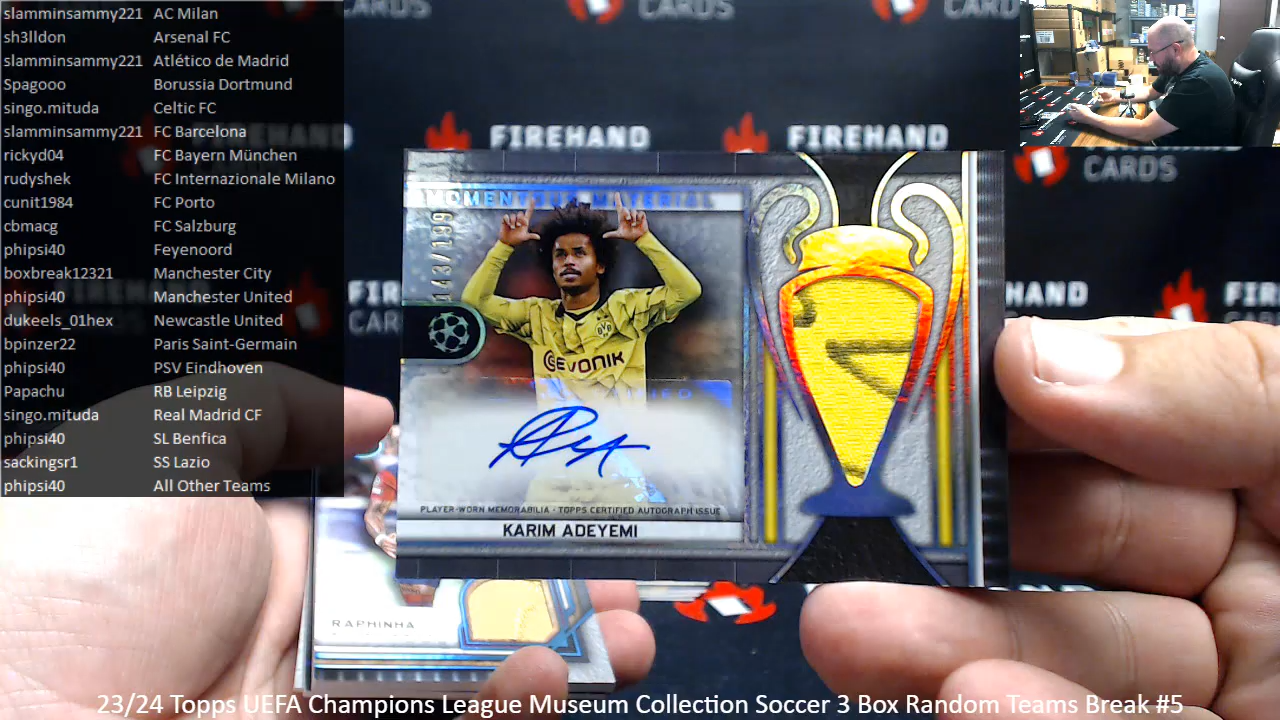 slamminsammy221 AC Milan
sh3lldon Arsenal FC
slamminsammy221 Atlético de Madrid
Spagooo Borussia Dortmund
singo.mituda Celtic FC
slamminsammy221 FC Barcelona
rickyd04 FC Bayern München
rudyshek FC Internazionale Milano
cunit1984 FC Porto
cbmacg FC Salzburg
phipsi40 Feyenoord
boxbreak12321 Manchester City
phipsi40 Manchester United
dukeels_01hex Newcastle United
bpinzer22 Paris Saint-Germain
phipsi40 PSV Eindhoven
Papachu RB Leipzig
singo.mituda Real Madrid CF
phipsi40 SL Benfica
sackingsr1 SS Lazio
phipsi40 All Other Teams
CARDS
CARDS
FIREHAND
FIREHAND
CARDS
143/199
BVB 09
EVONIK
PLAYER-WORN MEMORABILIA · TOPPS CERTIFIED AUTOGRAPH ISSUE
KARIM ADEYEMI
RAPHINHA
23/24 Topps UEFA Champions League Museum Collection Soccer 3 Box Random Teams Break #5